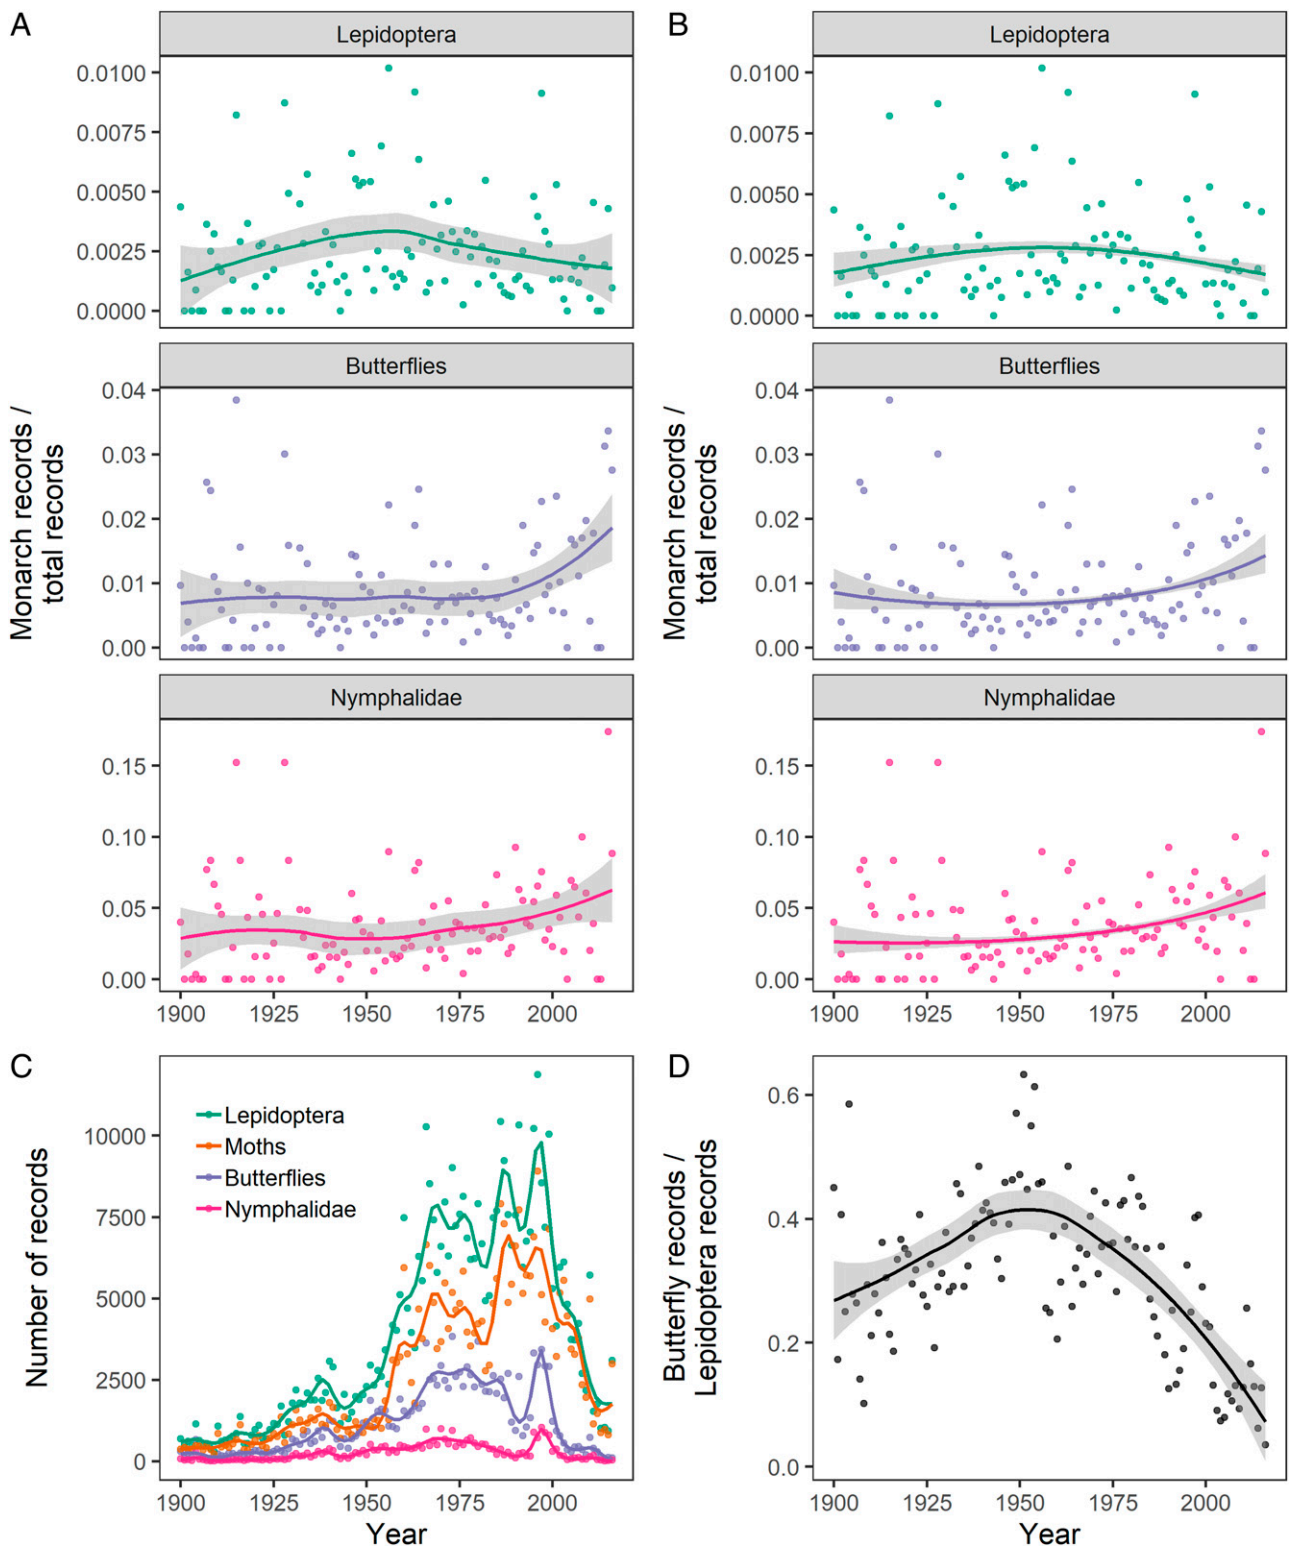 A
B
Lepidoptera
Lepidoptera
0.0100
0.0075
0.0050
0.0025
0.0000
0.0100
0.0075
0.0050
0.0025
0.0000
Butterflies
Butterflies
Monarch records /
total records
0.04
0.03
0.02
0.01
0.00
Monarch records /
total records
0.04
0.03
0.02
0.01
0.00
Nymphalidae
Nymphalidae
0.15
0.10
0.05
0.00
0.15
0.10
0.05
0.00
1900 1925 1950 1975 2000
1900 1925 1950 1975 2000
C
Number of records
10000
7500
5000
2500
0
Lepidoptera
Moths
Butterflies
Nymphalidae
1900 1925 1950 1975 2000
Year
D
Butterfly records /
Lepidoptera records
0.6
0.4
0.2
0.0
1900 1925 1950 1975 2000
Year